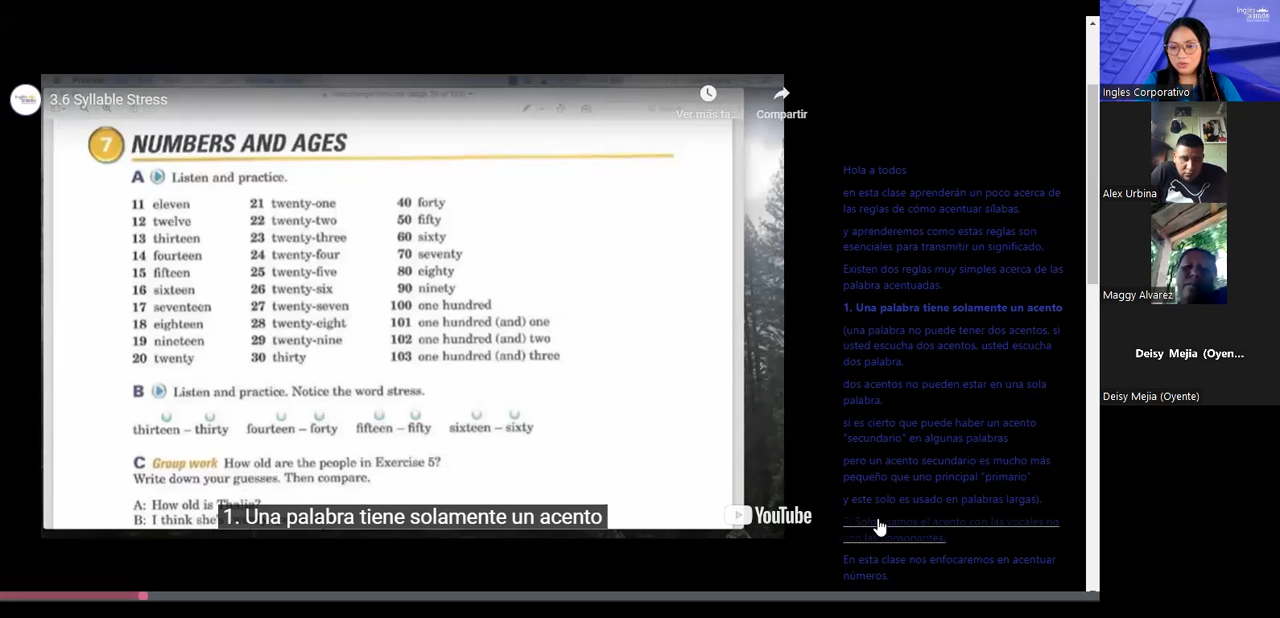 3.6 Syllable Stress
Ver más ta...
Compartir
7 NUMBERS AND AGES
A Listen and practice.
11 eleven 21 twenty-one 40 forty
12 twelve 22 twenty-two 50 fifty
13 thirteen 23 twenty-three 60 sixty
14 fourteen 24 twenty-four 70 seventy
15 fifteen 25 twenty-five 80 eighty
16 sixteen 26 twenty-six 90 ninety
17 seventeen 27 twenty-seven 100 one hundred
18 eighteen 28 twenty-eight 101 one hundred (and) one
19 nineteen 29 twenty-nine 102 one hundred (and) two
20 twenty 30 thirty 103 one hundred (and) three
B Listen and practice. Notice the word stress.
thirteen – thirty fourteen – forty fifteen – fifty sixteen – sixty
C Group work How old are the people in Exercise 5?
Write down your guesses. Then compare.
A: How old is Thalia?
B: I think she's
1. Una palabra tiene solamente un acento
YouTube
Hola a todos
en esta clase aprenderán un poco acerca de
las reglas de cómo acentuar sílabas.
y aprenderemos como estas reglas son
esenciales para transmitir un significado.
Existen dos reglas muy simples acerca de las
palabra acentuadas.
1. Una palabra tiene solamente un acento
(una palabra no puede tener dos acentos, si
usted escucha dos acentos, usted escucha
dos palabra.
dos acentos no pueden estar en una sola
palabra.
si es cierto que puede haber un acento
"secundario" en algunas palabras
pero un acento secundario es mucho más
pequeño que uno principal "primario"
y este solo es usado en palabras largas).
el acento con las vocales no
consonantes.
En esta clase nos enfocaremos en acentuar
números.
Ingles
Ingles Corporativo
Alex Urbina
Maggy Alvarez
Deisy Mejia (Oyen...
Deisy Mejia (Oyente)